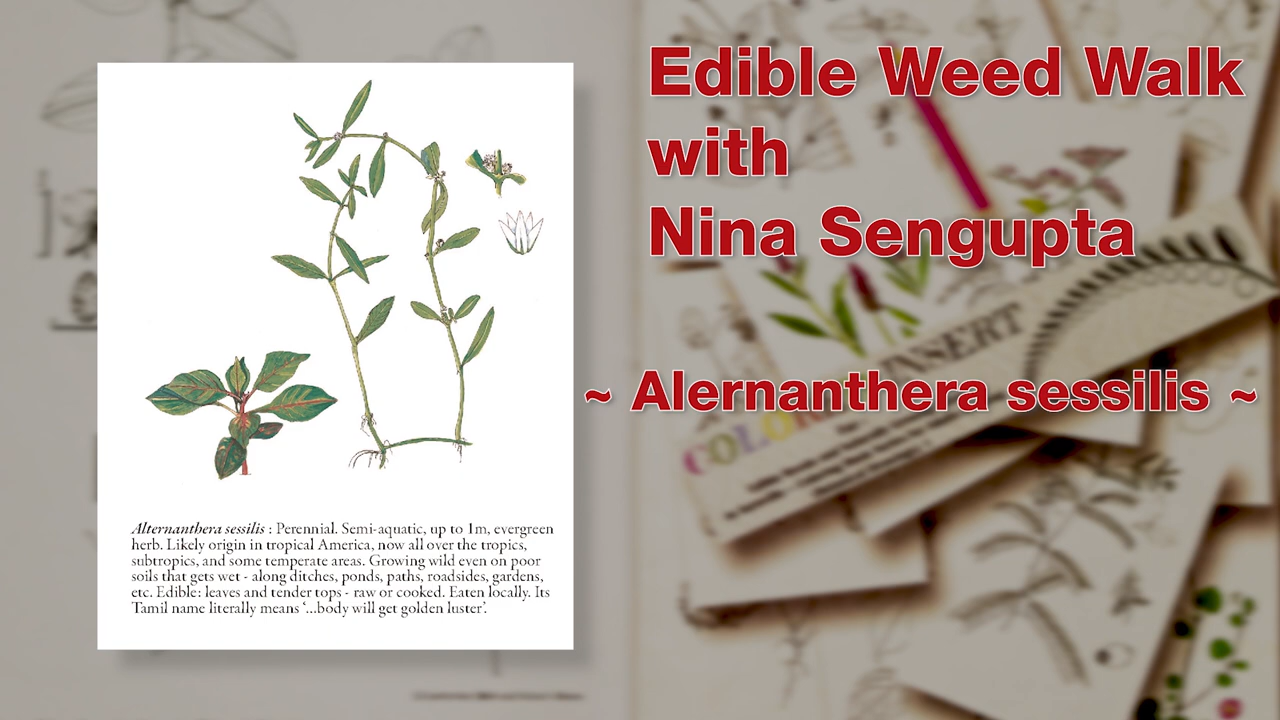 Edible Weed Walk
with
Nina Sengupta
~ Alernanthera sessilis ~
Alternanthera sessilis : Perennial. Semi-aquatic, up to 1m, evergreen
herb. Likely origin in tropical America, now all over the tropics,
subtropics, and some temperate areas. Growing wild even on poor
soils that gets wet - along ditches, ponds, paths, roadsides, gardens,
etc. Edible: leaves and tender tops - raw or cooked. Eaten locally. Its
Tamil name literally means ‘...body will get golden luster’.
INSERT